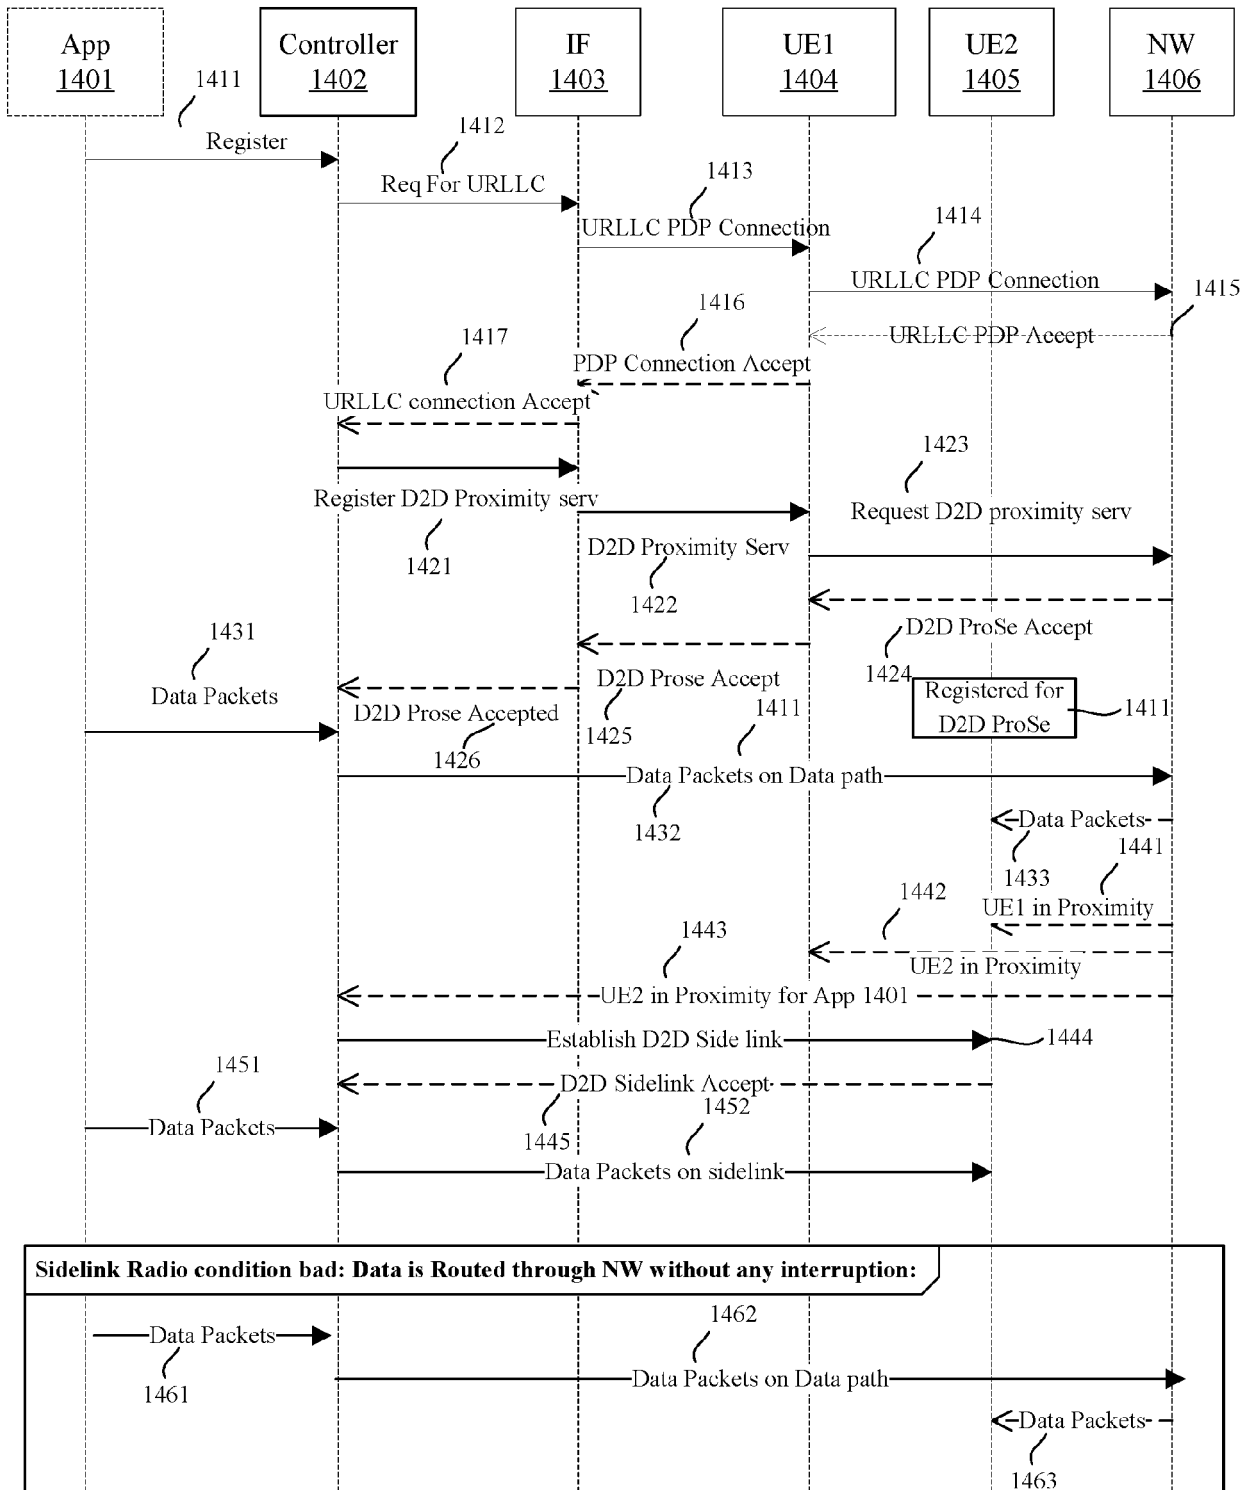 App
1401
Controller
1402
IF
1403
UE1
1404
UE2
1405
NW
1406
1411
Register
1412
Req For URLLC
1413
URLLC PDP Connection
1414
URLLC PDP Connection
1415
URLLC PDP Accept
1416
PDP Connection Accept
1417
URLLC connection Accept
Register D2D Proximity serv
1421
D2D Proximity Serv
1422
1423
Request D2D proximity serv
D2D ProSe Accept
1424
D2D Prose Accept
1425
D2D Prose Accepted
1426
Registered for
D2D ProSe
1411
1431
Data Packets
1411
Data Packets on Data path
1432
Data Packets
1433
1441
UE1 in Proximity
1442
UE2 in Proximity
1443
UE2 in Proximity for App 1401
Establish D2D Side link
1444
D2D Sidelink Accept
1445
1451
Data Packets
1452
Data Packets on sidelink
Sidelink Radio condition bad: Data is Routed through NW without any interruption:
Data Packets
1461
1462
Data Packets on Data path
Data Packets
1463